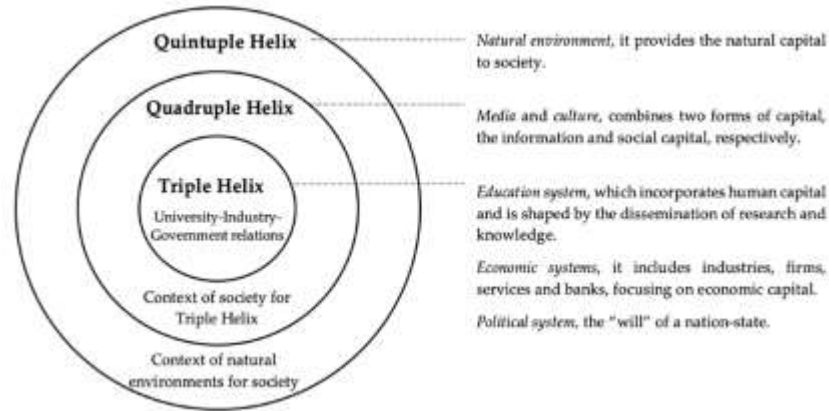 Quintuple Helix
Quadruple Helix
Triple Helix
University-Industry-
Government relations
Context of society for
Triple Helix
Context of natural
environments for society
Natural environment, it provides the natural capital
to society.
Media and culture, combines two forms of capital,
the information and social capital, respectively.
Education system, which incorporates human capital
and is shaped by the dissemination of research and
knowledge.
Economic systems, it includes industries, firms,
services and banks, focusing on economic capital.
Political system, the "will" of a nation-state.